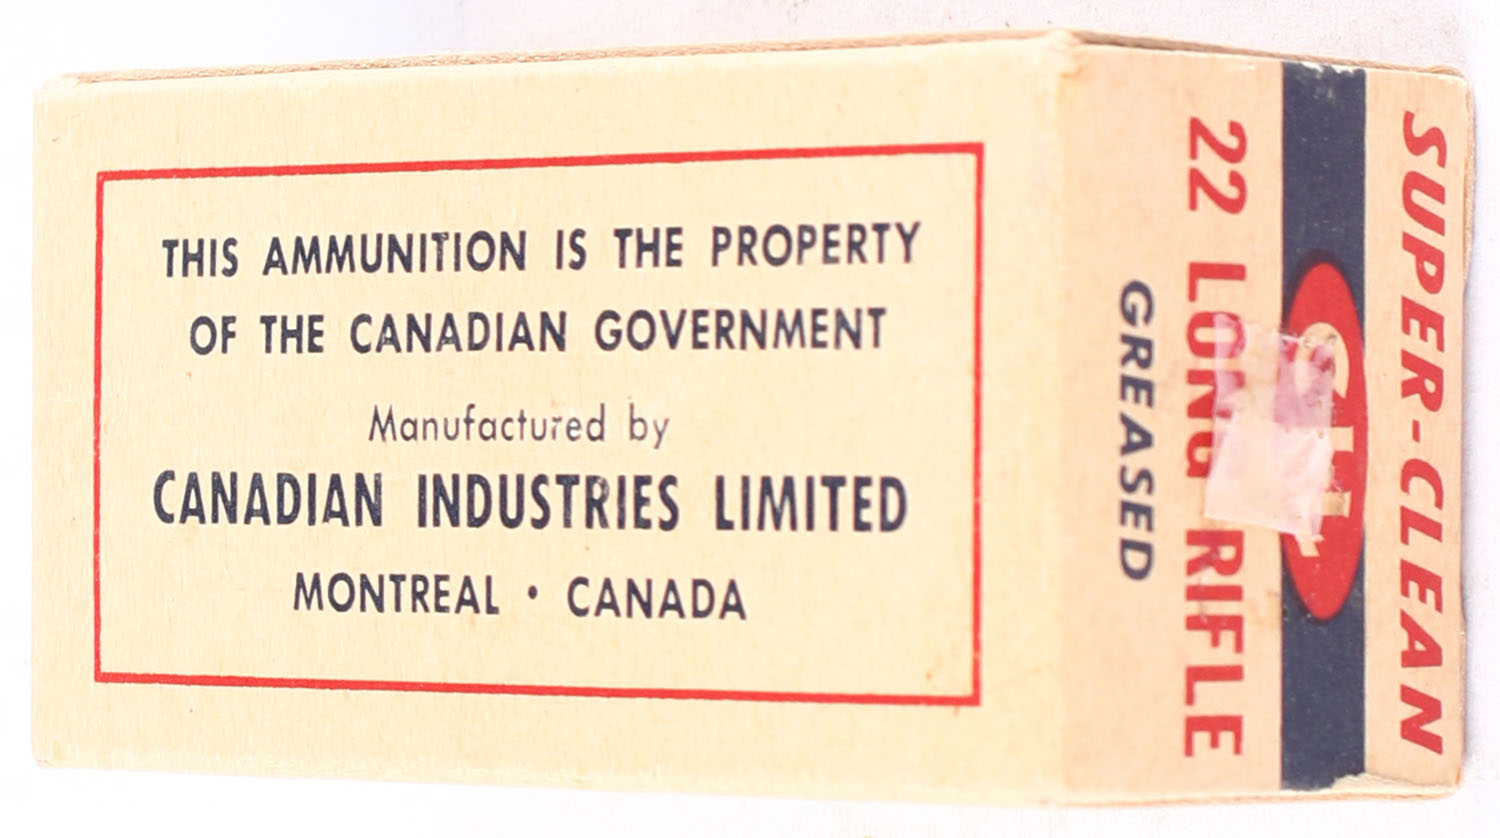 THIS AMMUNITION IS THE PROPERTY
OF THE CANADIAN GOVERNMENT
Manufactured by
CANADIAN INDUSTRIES LIMITED
MONTREAL • CANADA
SUPER-CLEAN
C-I-L
22 LONG RIFLE
GREASED